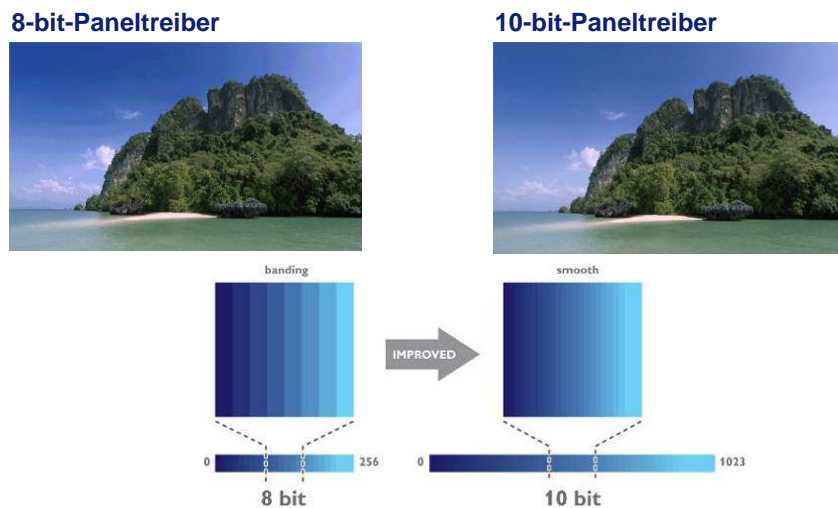 8-bit-Paneltreiber
10-bit-Paneltreiber
banding
smooth
IMPROVED
0
256
0
1023
8 bit
10 bit